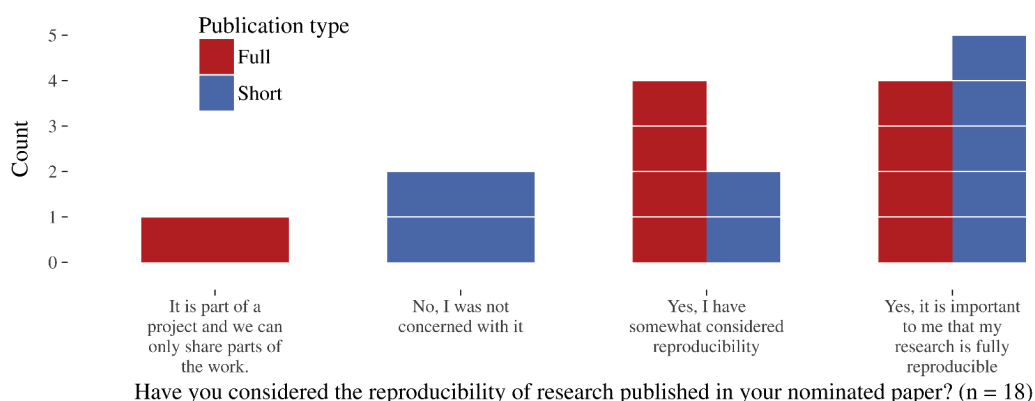 Publication type
Full
Short
Count
5
4
3
2
1
0
It is part of a
project and we can
only share parts of
the work.
No, I was not
concerned with it
Yes, I have
somewhat considered
reproducibility
Yes, it is important
to me that my
research is fully
reproducible
Have you considered the reproducibility of research published in your nominated paper? (n = 18)